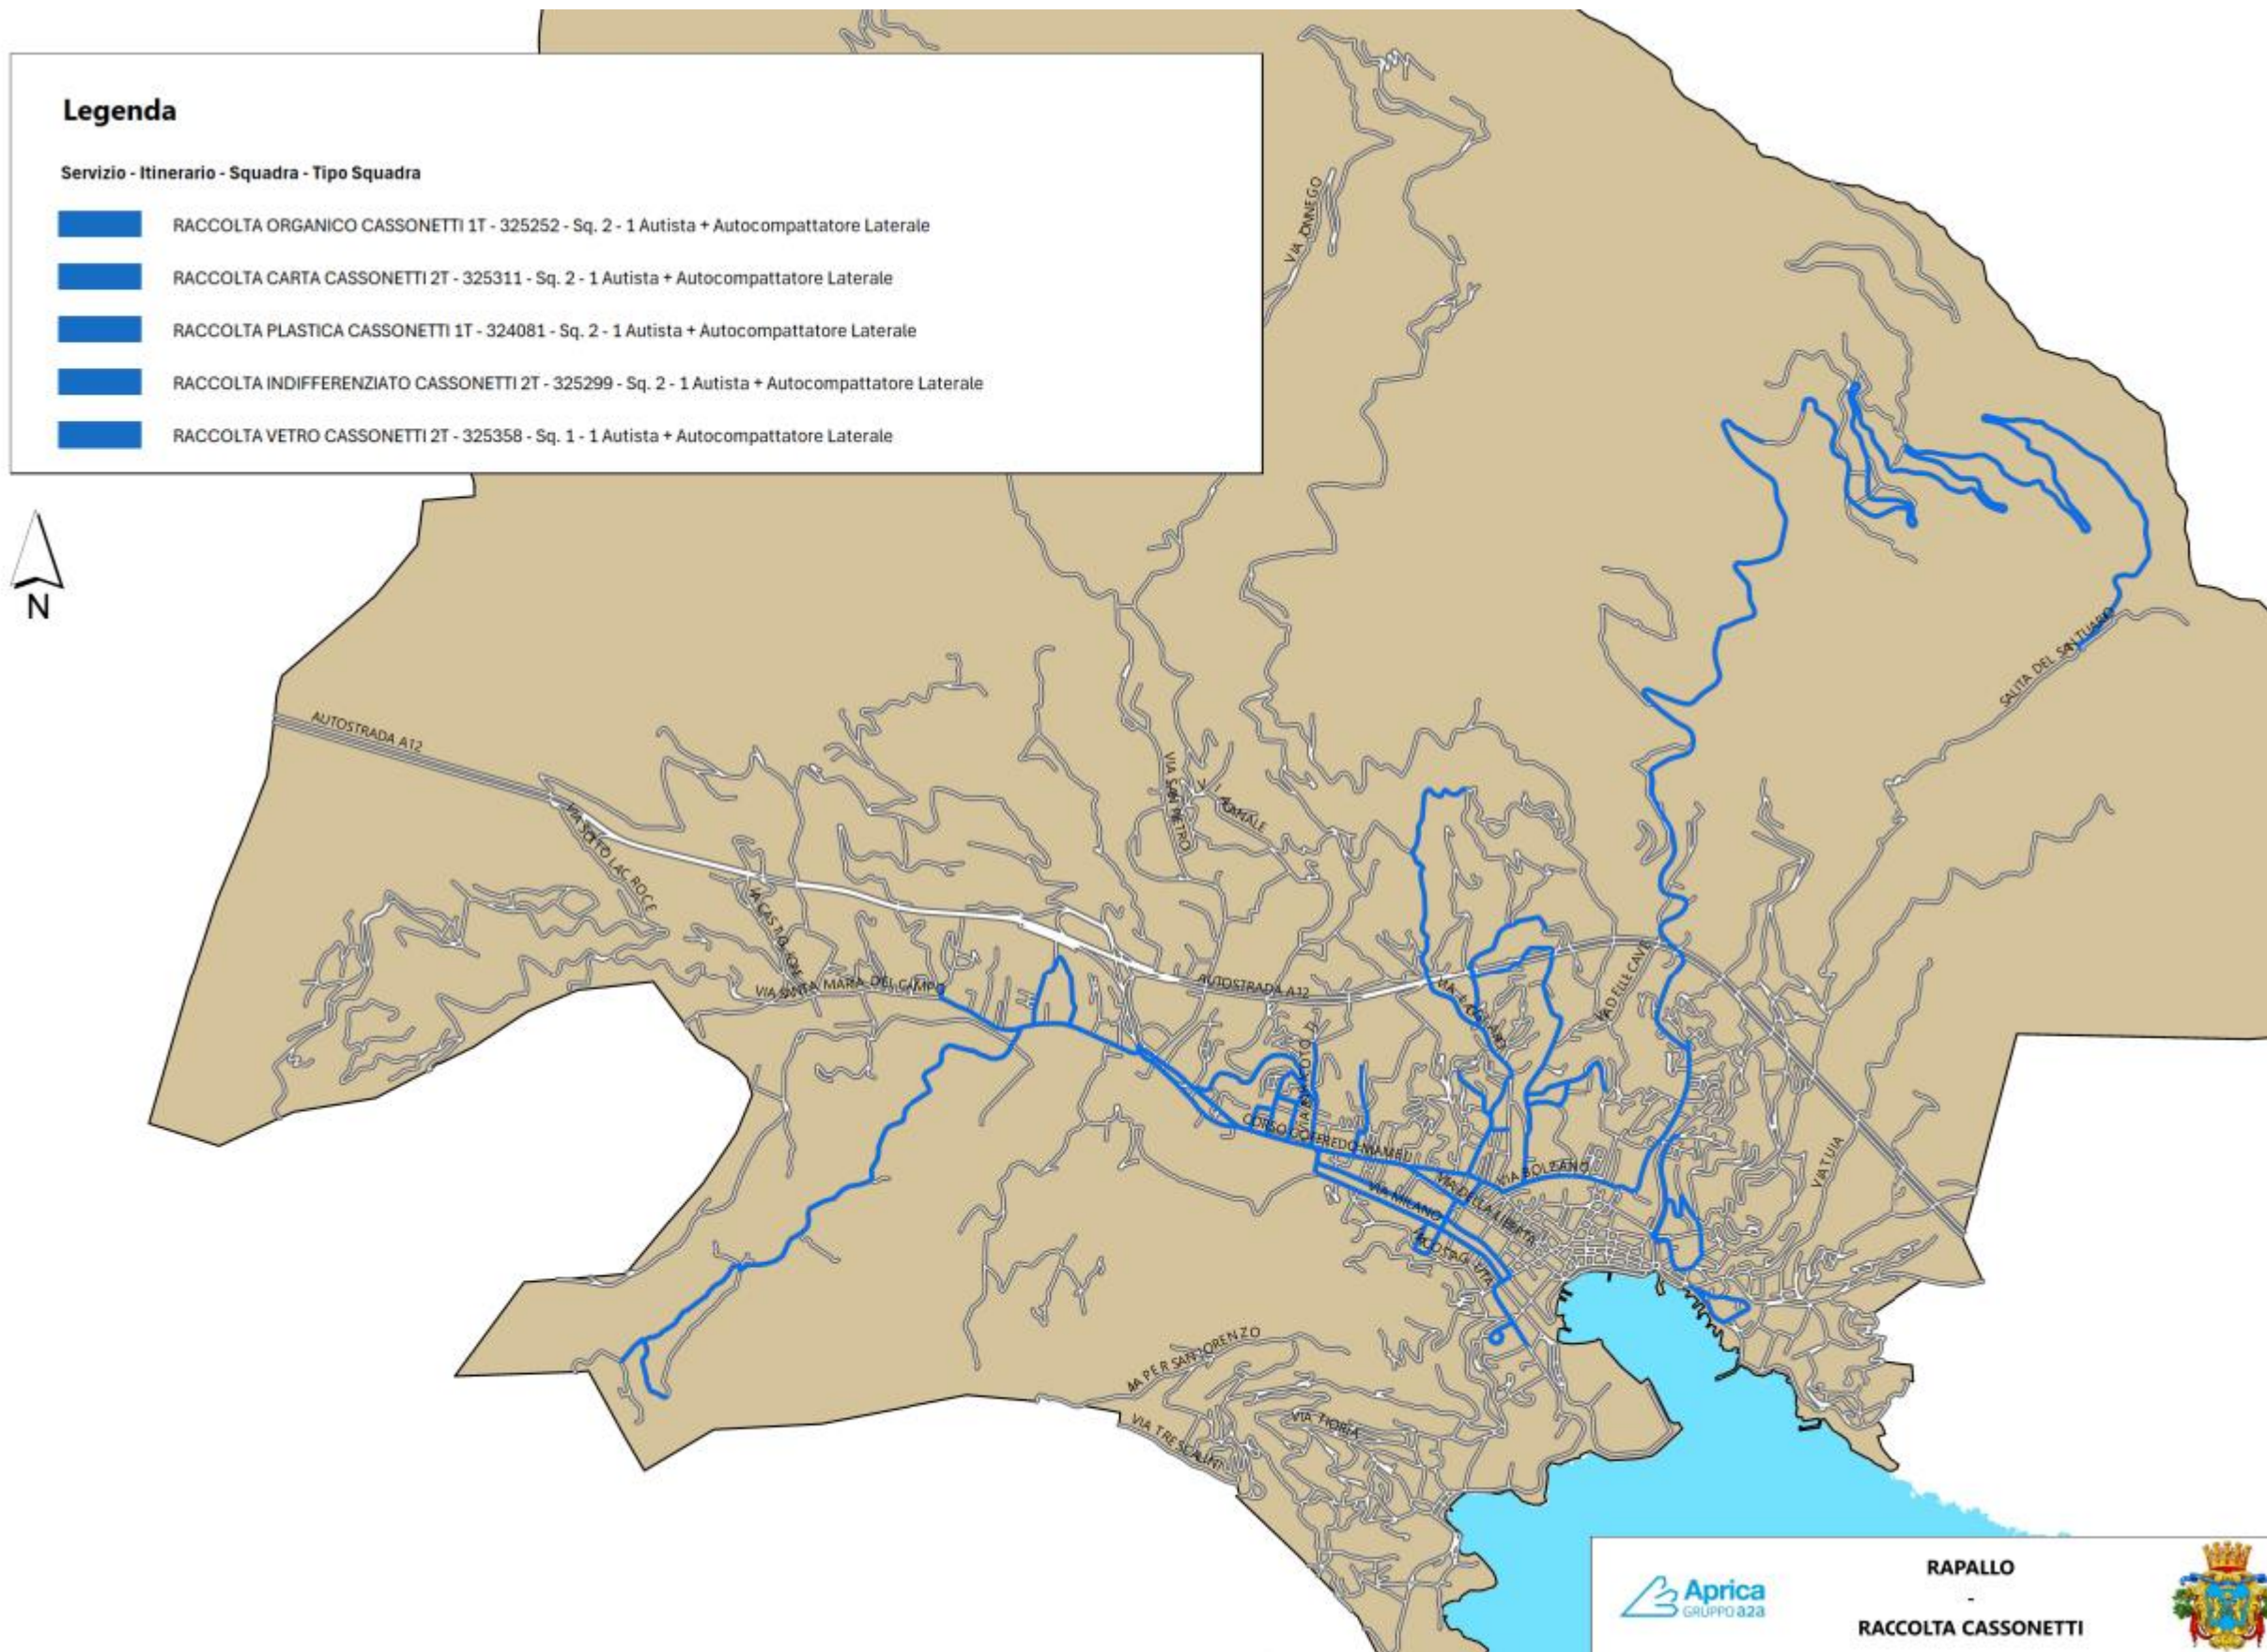 Legenda
Servizio - Itinerario - Squadra - Tipo Squadra
RACCOLTA ORGANICO CASSONETTI 1T - 325252 - Sq. 2 - 1 Autista + Autocompattatore Laterale
RACCOLTA CARTA CASSONETTI 2T - 325311 - Sq. 2 - 1 Autista + Autocompattatore Laterale
RACCOLTA PLASTICA CASSONETTI 1T - 324081 - Sq. 2 - 1 Autista + Autocompattatore Laterale
RACCOLTA INDIFFERENZIATO CASSONETTI 2T - 325299 - Sq. 2 - 1 Autista + Autocompattatore Laterale
RACCOLTA VETRO CASSONETTI 2T - 325358 - Sq. 1 - 1 Autista + Autocompattatore Laterale
N
SALITA DEL SANTUARIO
AUTOSTRADA A12
VIA SAN PIETRO
VIA SANTA MARIA DEL CAMPO
AUTOSTRADA A12
VIA DELLE CAVE
CORSO GOFFREDO MAMELI
VIA BOLZANO
VIA TUIA
VIA MILANO
VIA DELLA LIBERTA
VIA COSTAGUTA
VIA PER SAN LORENZO
VIA TRE SCALINI
Aprica
GRUPPO a2a
RAPALLO
-
RACCOLTA CASSONETTI